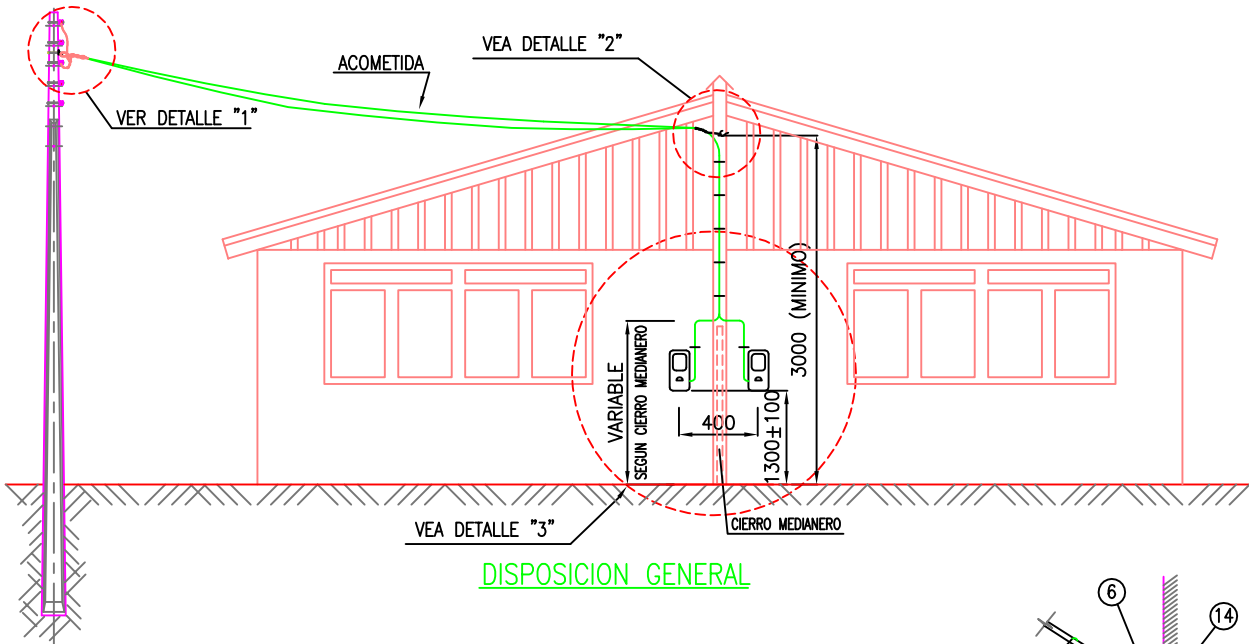 VEA DETALLE "2"
ACOMETIDA
VER DETALLE "1"
3000 (MINIMO)
VARIABLE
SEGUN CIERRO MEDIANERO
400
1300±100
VEA DETALLE "3"
CIERRO MEDIANERO
DISPOSICION GENERAL
6
14